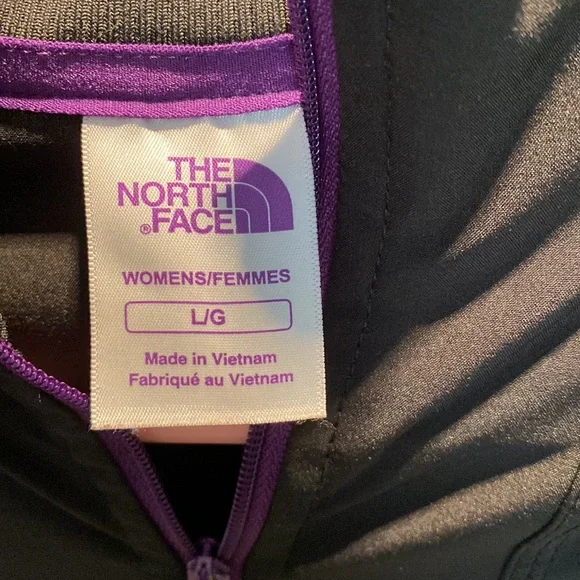 THE
NORTH
®FACE
WOMENS/FEMMES
L/G
Made in Vietnam
Fabriqué au Vietnam